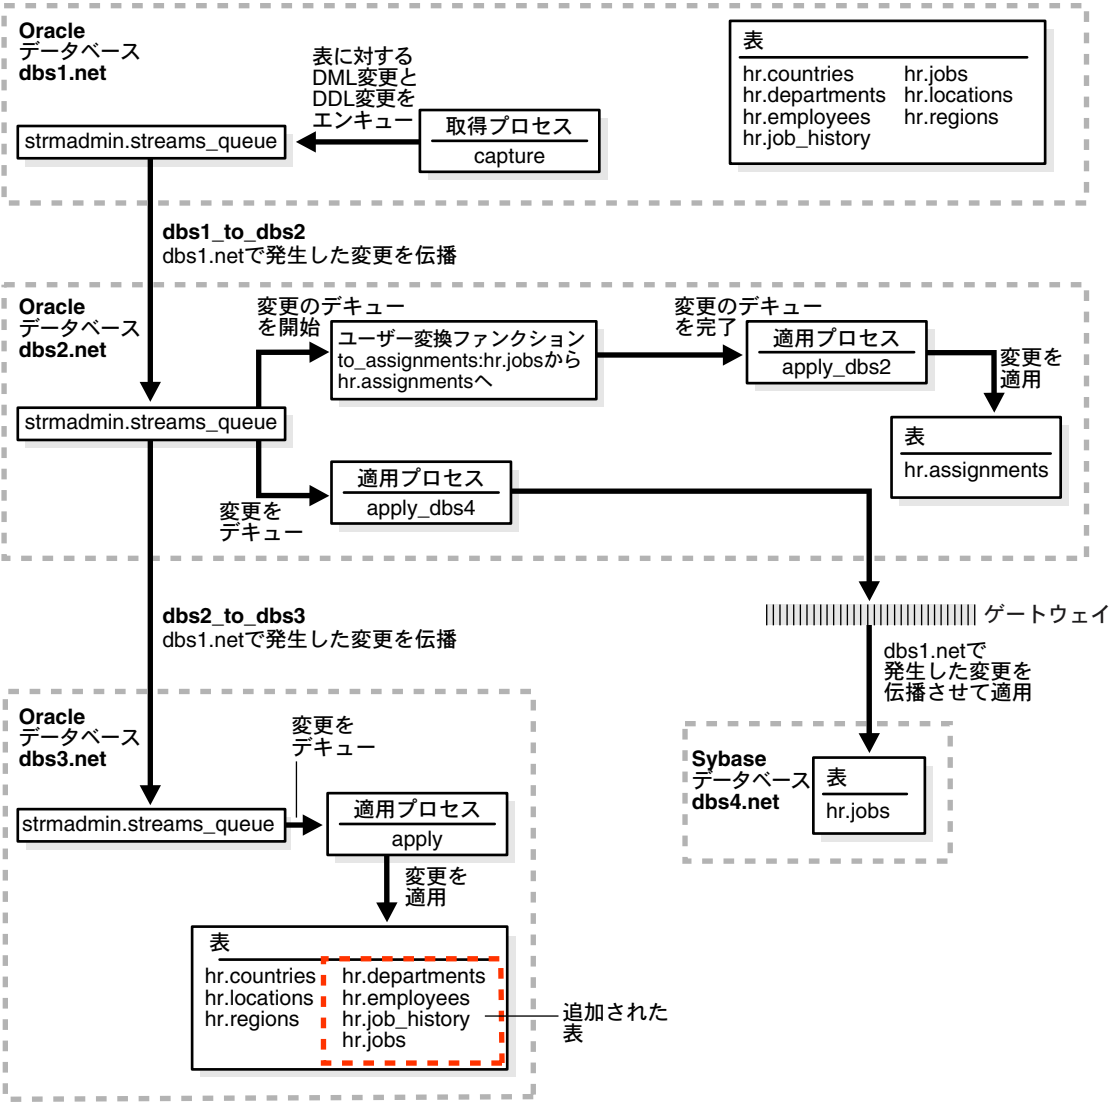 Oracle
データベース
dbs1.net
表に対する
DML変更と
DDL変更を
エンキュー
strmadmin.streams_queue
取得プロセス
capture
表
hr.countries
hr.departments
hr.employees
hr.job_history
hr.jobs
hr.locations
hr.regions
dbs1_to_dbs2
dbs1.netで発生した変更を伝播
Oracle
データベース
dbs2.net
変更のデキュー
を開始
ユーザー変換ファンクション
to_assignments:hr.jobsから
hr.assignmentsへ
変更のデキュー
を完了
適用プロセス
apply_dbs2
変更を
適用
strmadmin.streams_queue
表
hr.assignments
変更を
デキュー
適用プロセス
apply_dbs4
dbs2_to_dbs3
dbs1.netで発生した変更を伝播
ゲートウェイ
dbs1.netで
発生した変更を
伝播させて適用
Oracle
データベース
dbs3.net
変更を
デキュー
strmadmin.streams_queue
適用プロセス
apply
変更を
適用
Sybase
データベース
dbs4.net
表
hr.jobs
表
hr.countries
hr.locations
hr.regions
hr.departments
hr.employees
hr.job_history
hr.jobs
追加された
表